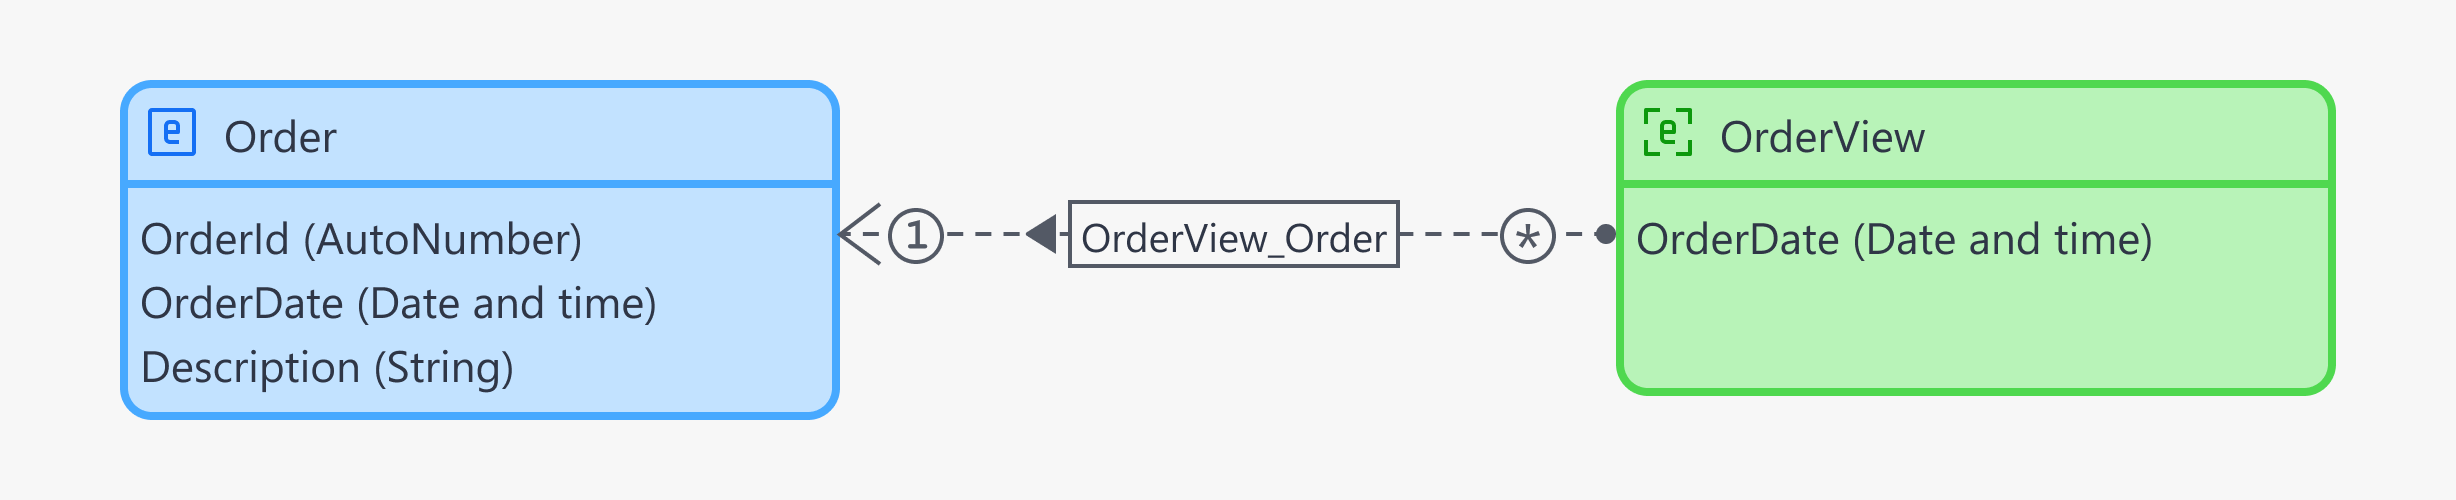 Order
OrderId (AutoNumber)
OrderDate (Date and time)
Description (String)
1
OrderView_Order
*
OrderView
OrderDate (Date and time)